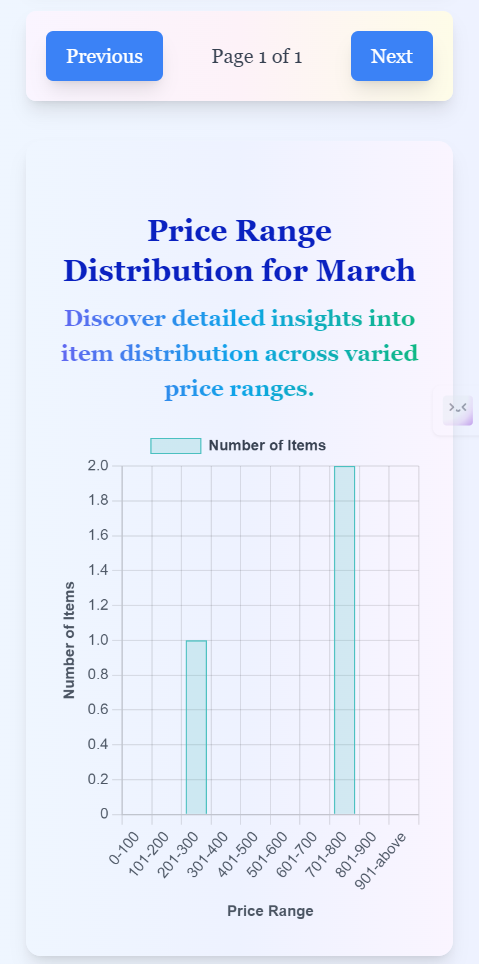 Previous
Page 1 of 1
Next
Price Range
Distribution for March
Discover detailed insights into
item distribution across varied
price ranges.
Number of Items
2.0
1.8
1.6
1.4
1.2
1.0
0.8
0.6
0.4
0.2
0
Number of Items
0-100
101-200
201-300
301-400
401-500
501-600
601-700
701-800
801-900
901-above
Price Range